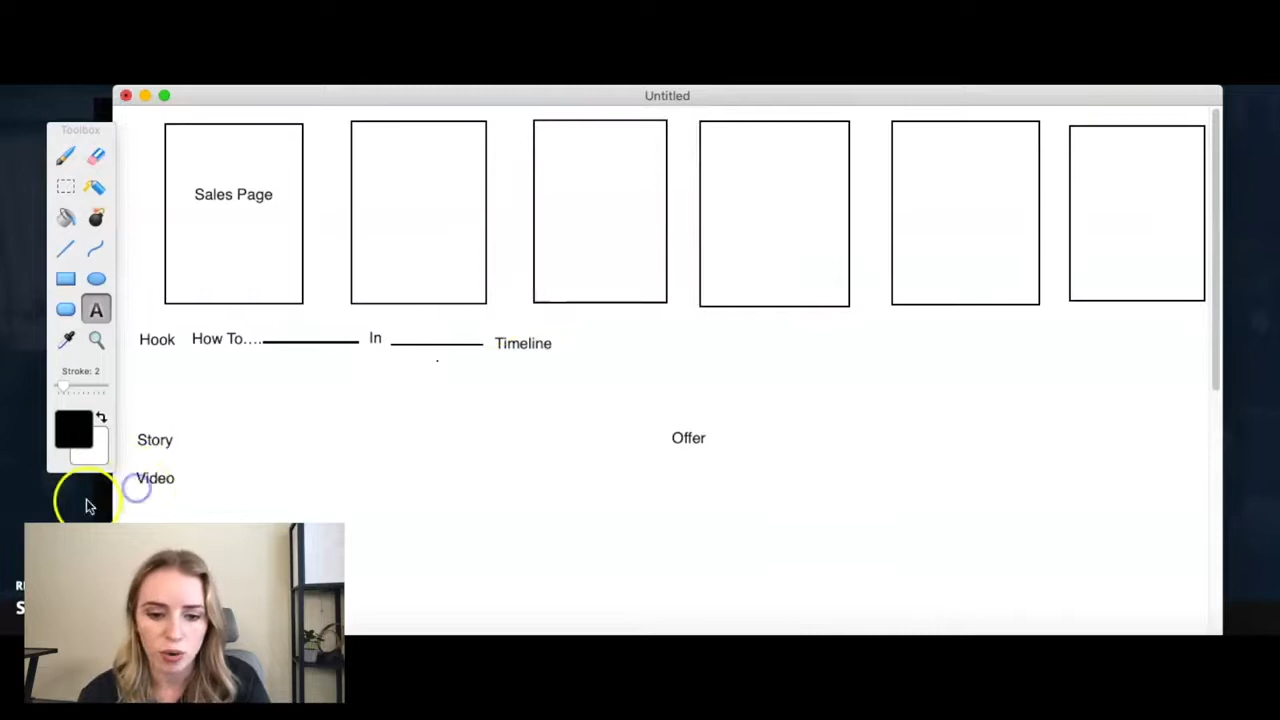 Untitled
Toolbox
Sales Page
Hook How To.... In Timeline
A
Stroke: 2
Story
Offer
Video